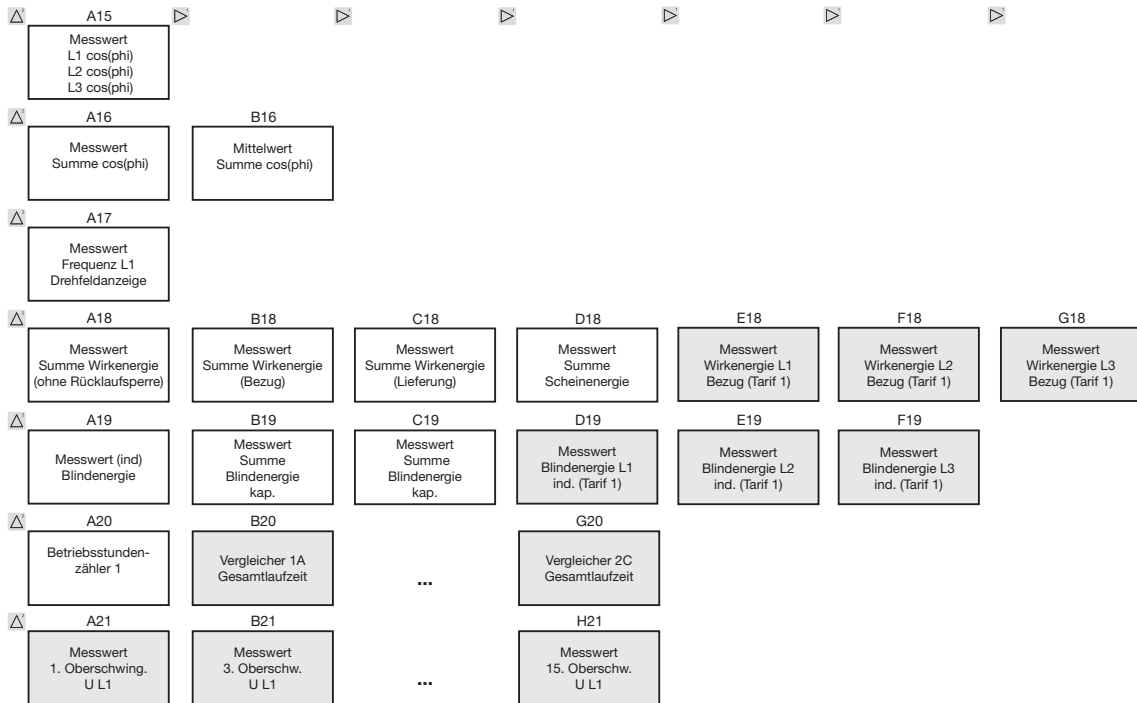 A15
Messwert
L1 cos(phi)
L2 cos(phi)
L3 cos(phi)
A16
Messwert
Summe cos(phi)
B16
Mittelwert
Summe cos(phi)
A17
Messwert
Frequenz L1
Drehfeldanzeige
A18
Messwert
Summe Wirkenergie
(ohne Rücklaufsperre)
B18
Messwert
Summe Wirkenergie
(Bezug)
C18
Messwert
Summe Wirkenergie
(Lieferung)
D18
Messwert
Summe
Scheinenergie
E18
Messwert
Wirkenergie L1
Bezug (Tarif 1)
F18
Messwert
Wirkenergie L2
Bezug (Tarif 1)
G18
Messwert
Wirkenergie L3
Bezug (Tarif 1)
A19
Messwert (ind)
Blindenergie
B19
Messwert
Summe
Blindenergie
kap.
C19
Messwert
Summe
Blindenergie
kap.
D19
Messwert
Blindenergie L1
ind. (Tarif 1)
E19
Messwert
Blindenergie L2
ind. (Tarif 1)
F19
Messwert
Blindenergie L3
ind. (Tarif 1)
A20
Betriebsstunden-
zähler 1
B20
Vergleicher 1A
Gesamtlaufzeit
...
G20
Vergleicher 2C
Gesamtlaufzeit
A21
Messwert
1. Oberschwing.
U L1
B21
Messwert
3. Oberschw.
U L1
...
H21
Messwert
15. Oberschw.
U L1